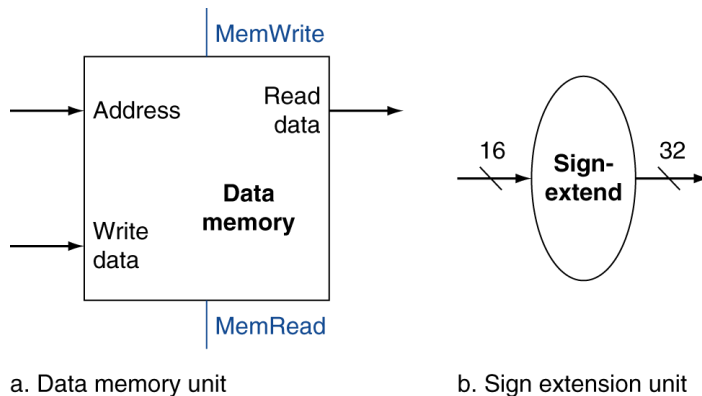 MemWrite
Address
Read
data
Data
memory
Write
data
MemRead
a. Data memory unit
16
Sign-
extend
32
b. Sign extension unit